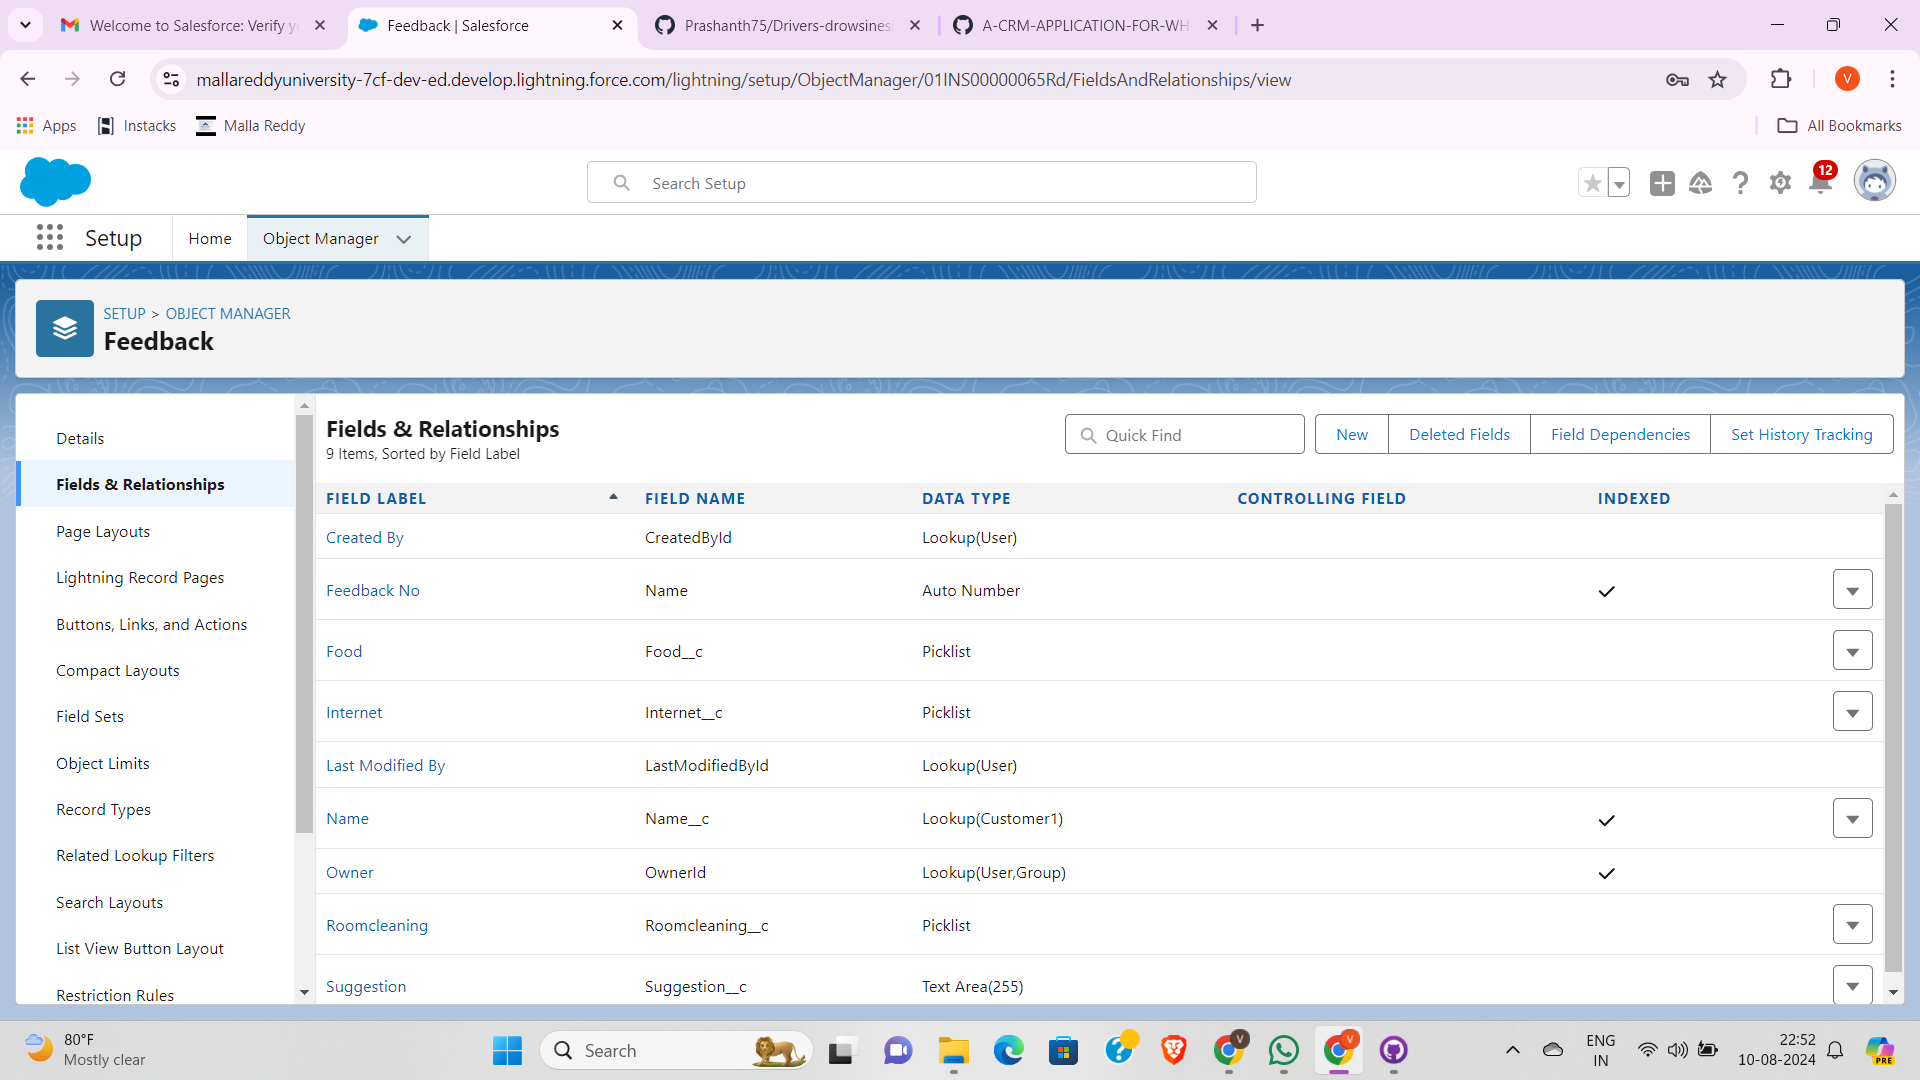 Welcome to Salesforce: Verify y
Feedback | Salesforce
Prashanth75/Drivers-drowsines
A-CRM-APPLICATION-FOR-WH
mallareddyuniversity-7cf-dev-ed.develop.lightning.force.com/lightning/setup/ObjectManager/01INS00000065Rd/FieldsAndRelationships/view
V
Apps
Instacks
Malla Reddy
All Bookmarks
Search Setup
12
Setup
Home
Object Manager
SETUP > OBJECT MANAGER
Feedback
Details
Fields & Relationships
Page Layouts
Lightning Record Pages
Buttons, Links, and Actions
Compact Layouts
Field Sets
Object Limits
Record Types
Related Lookup Filters
Search Layouts
List View Button Layout
Restriction Rules
Fields & Relationships
9 Items, Sorted by Field Label
Quick Find
New
Deleted Fields
Field Dependencies
Set History Tracking
FIELD LABEL FIELD NAME DATA TYPE CONTROLLING FIELD INDEXED
Created By CreatedById Lookup(User)
Feedback No Name Auto Number
Food Food__c Picklist
Internet Internet__c Picklist
Last Modified By LastModifiedById Lookup(User)
Name Name__c Lookup(Customer1)
Owner OwnerId Lookup(User,Group)
Roomcleaning Roomcleaning__c Picklist
Suggestion Suggestion__c Text Area(255)
80°F
Mostly clear
Search
V
V
ENG
IN
22:52
10-08-2024
PRE